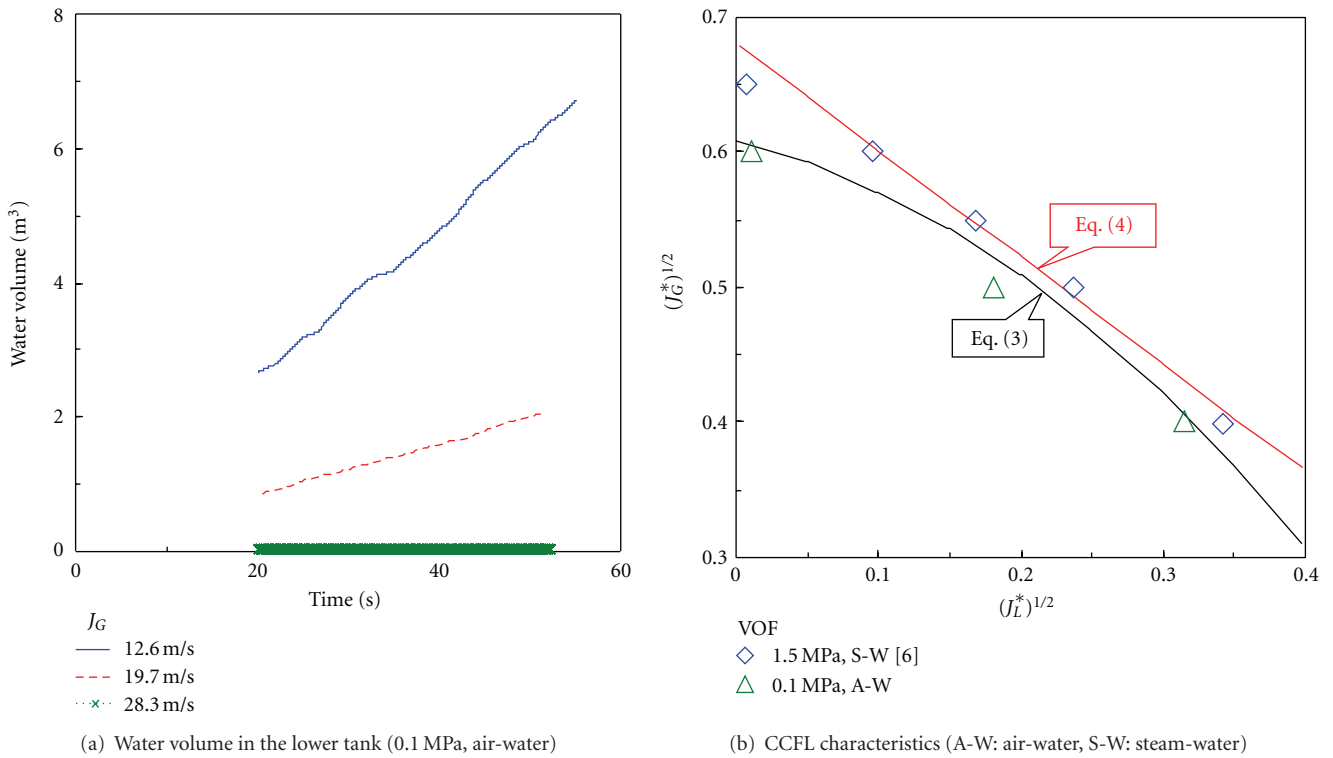 8
6
4
2
0
0
20
40
60
Water volume (m³)
Time (s)
J_G
12.6 m/s
19.7 m/s
28.3 m/s
(a) Water volume in the lower tank (0.1 MPa, air-water)
0.7
0.6
0.5
0.4
0.3
0
0.1
0.2
0.3
0.4
(J_G^*)^{1/2}
(J_L^*)^{1/2}
Eq. (4)
Eq. (3)
VOF
1.5 MPa, S-W [6]
0.1 MPa, A-W
(b) CCFL characteristics (A-W: air-water, S-W: steam-water)